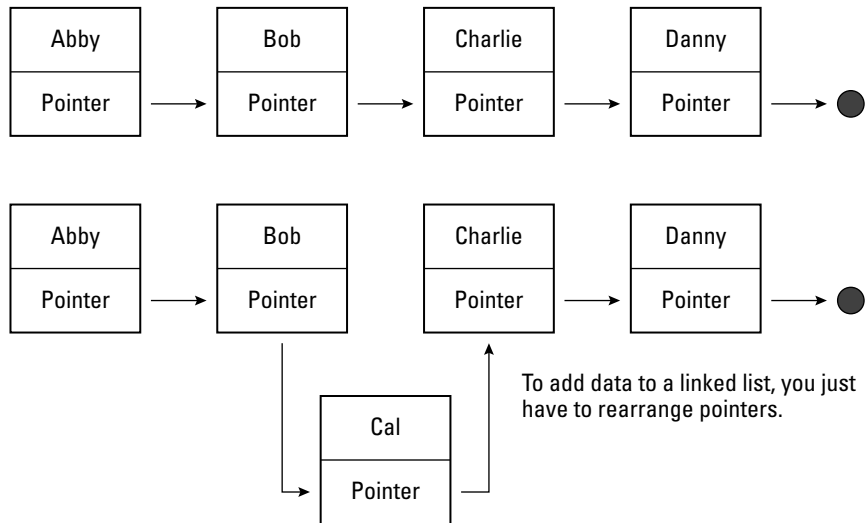 Abby Bob Charlie Danny
Pointer Pointer Pointer Pointer
Abby Bob Charlie Danny
Pointer Pointer Pointer Pointer
To add data to a linked list, you just
have to rearrange pointers.
Cal
Pointer